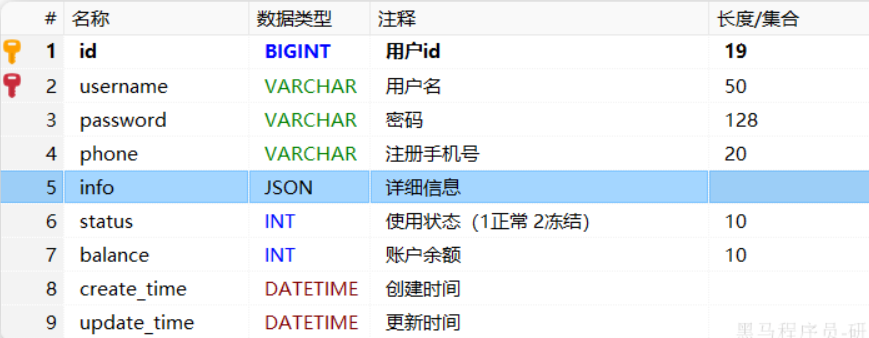 # 名称 数据类型 注释 长度/集合
1 id BIGINT 用户id 19
2 username VARCHAR 用户名 50
3 password VARCHAR 密码 128
4 phone VARCHAR 注册手机号 20
5 info JSON 详细信息
6 status INT 使用状态（1正常 2冻结） 10
7 balance INT 账户余额 10
8 create_time DATETIME 创建时间
9 update_time DATETIME 更新时间
黑马程序员-研